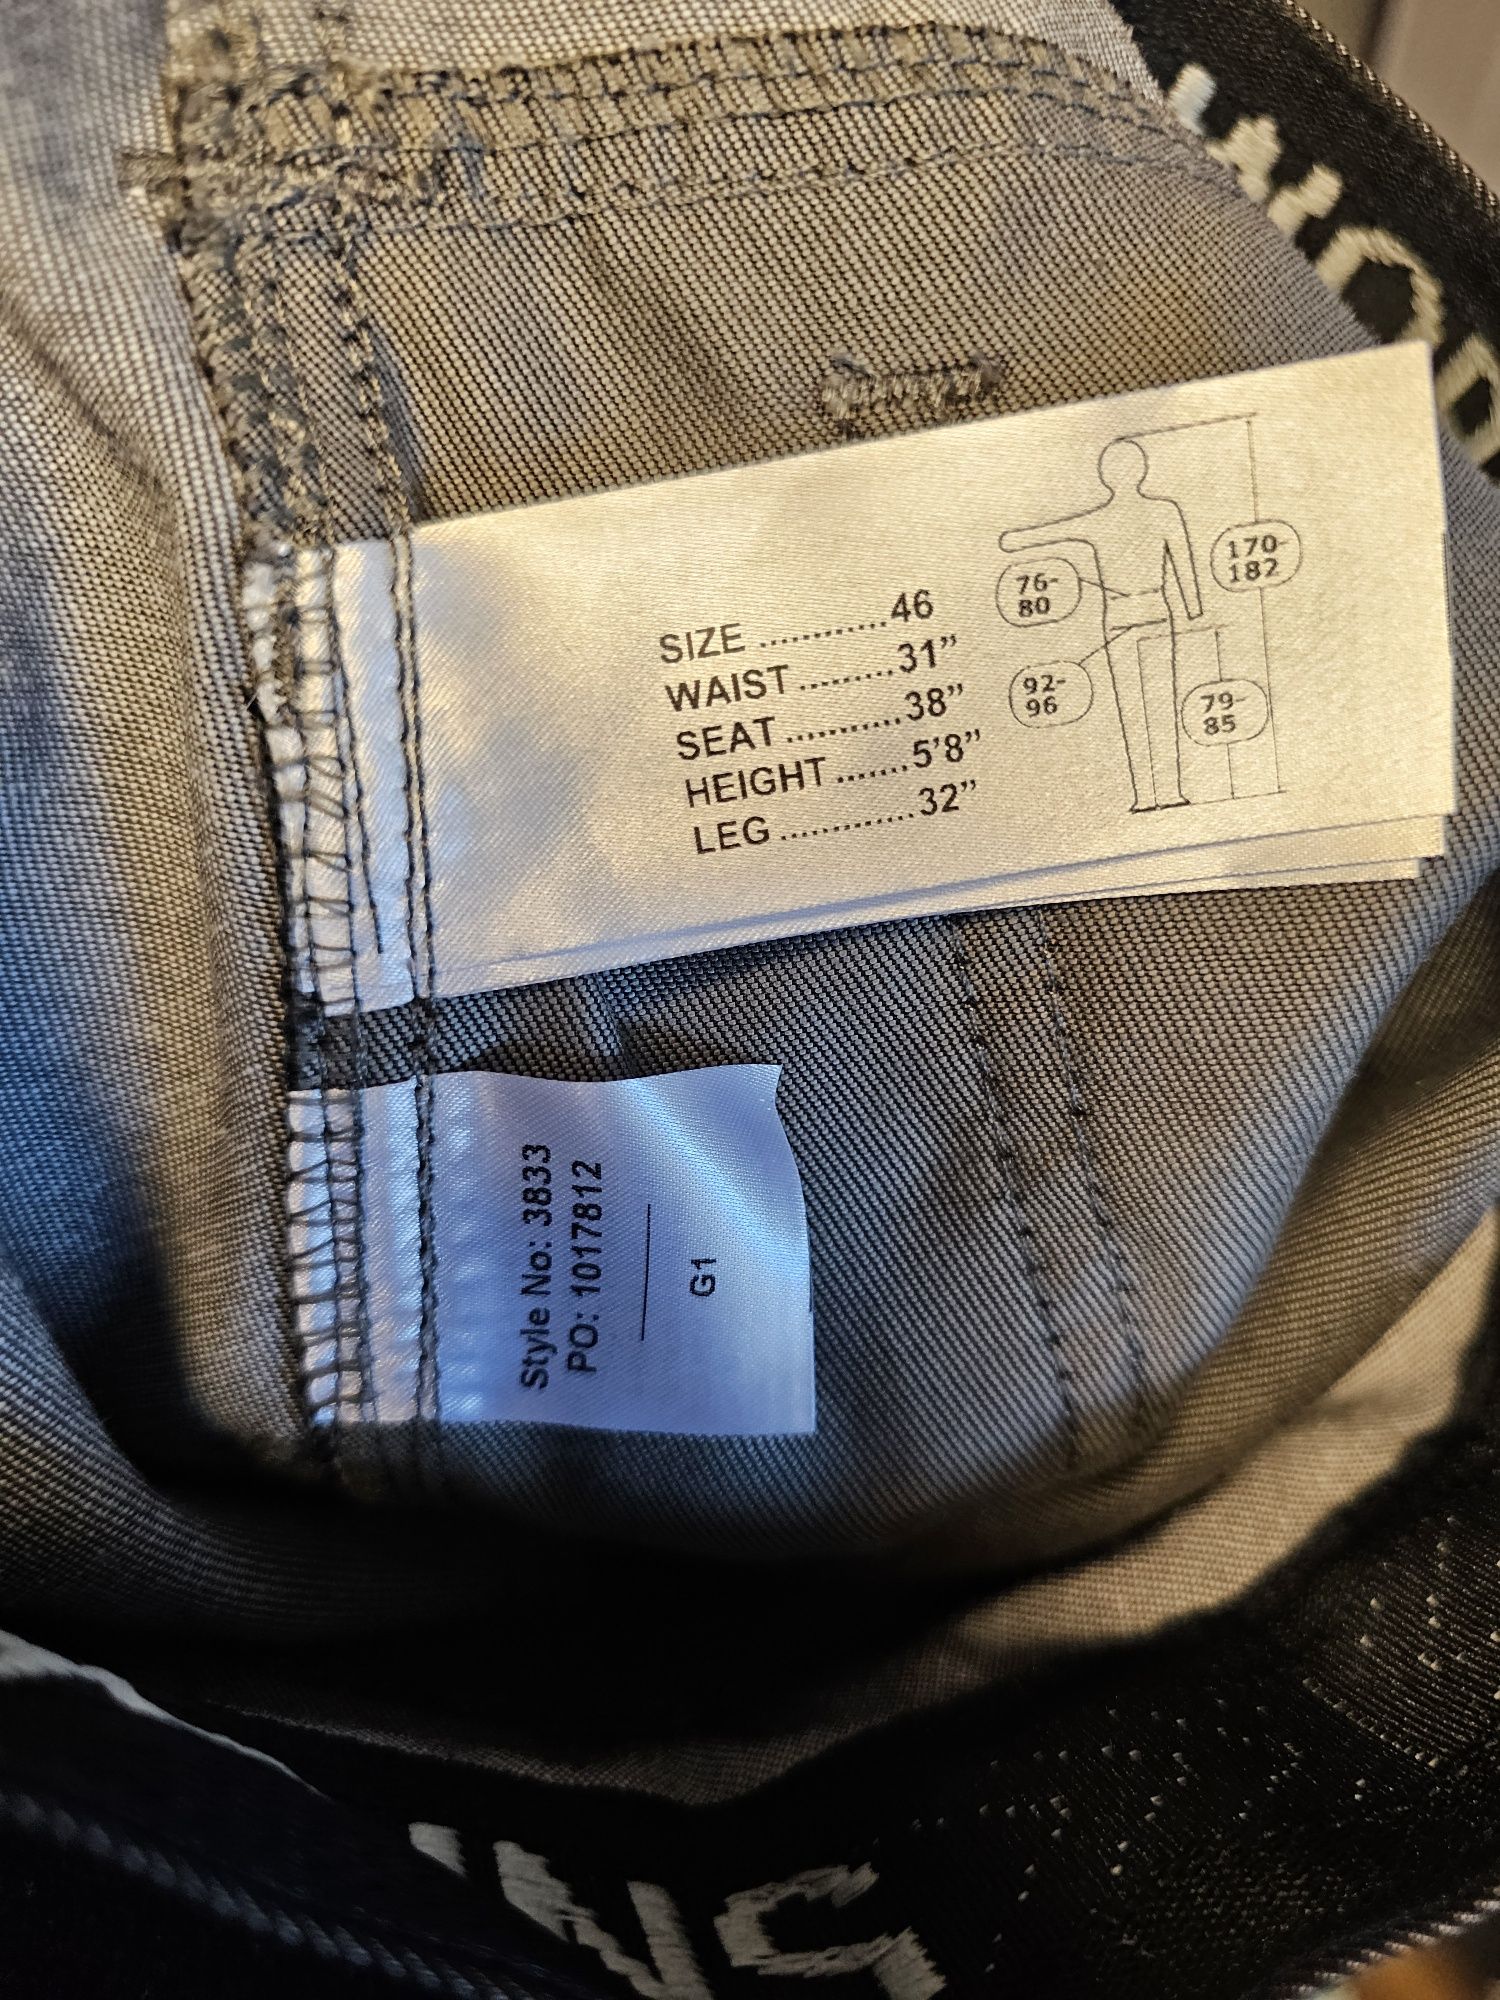 SIZE ............46
WAIST .........31”
SEAT ...........38”
HEIGHT .......5’8”
LEG .............32”
76-
80
170-
182
92-
96
79-
85
Style No: 3833
PO: 1017812
G1